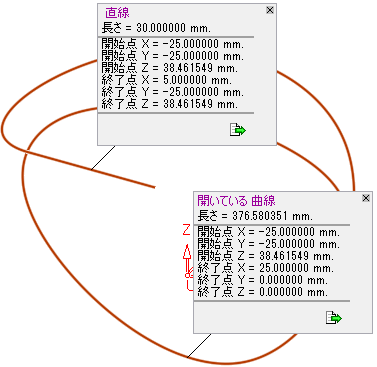 直線
長さ = 30.000000 mm.
開始点 X = -25.000000 mm.
開始点 Y = -25.000000 mm.
開始点 Z = 38.461549 mm.
終了点 X = 5.000000 mm.
終了点 Y = -25.000000 mm.
終了点 Z = 38.461549 mm.
開いている 曲線
長さ = 376.580351 mm.
開始点 X = -25.000000 mm.
開始点 Y = -25.000000 mm.
開始点 Z = 38.461549 mm.
終了点 X = 25.000000 mm.
終了点 Y = 0.000000 mm.
終了点 Z = 0.000000 mm.
Z